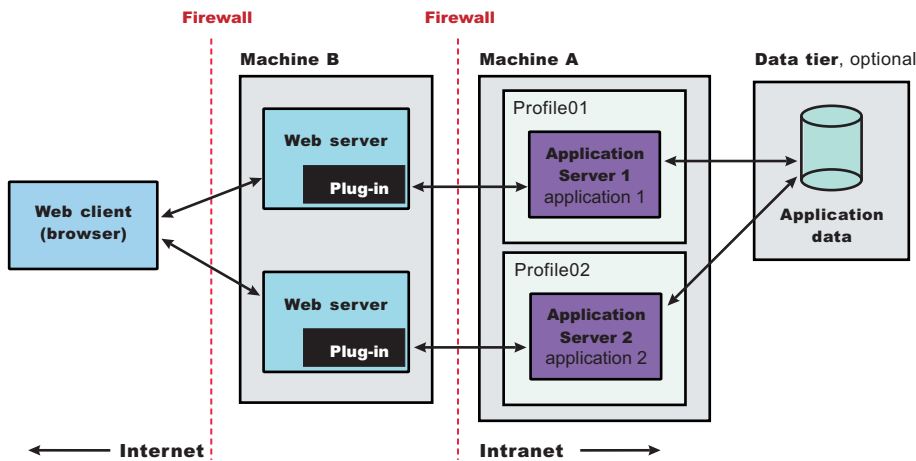 Firewall
Firewall
Machine B
Machine A
Data tier, optional
Profile01
Web server
Plug-in
Application
Server 1
application 1
Web client
(browser)
Application
data
Profile02
Web server
Plug-in
Application
Server 2
application 2
Internet
Intranet